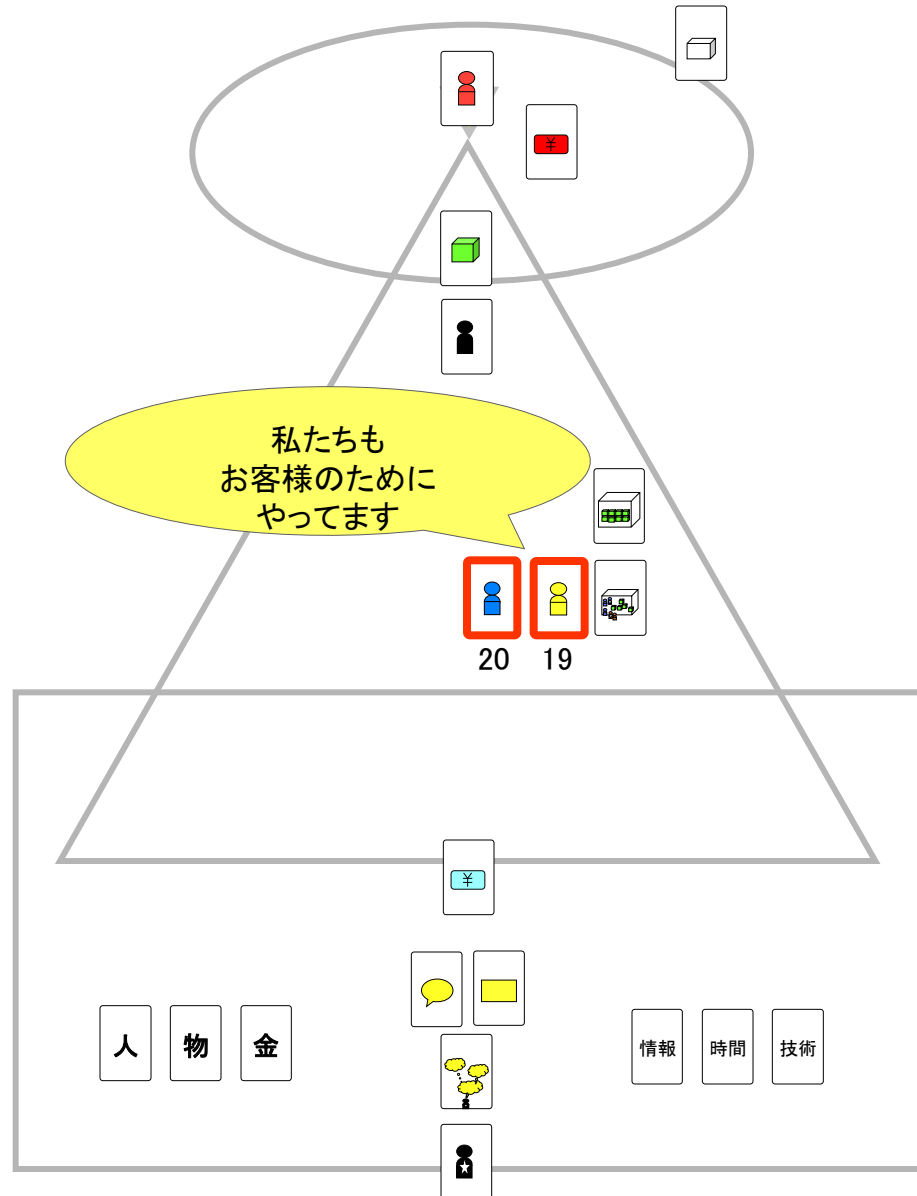 ¥
私たちも
お客様のために
やってます
20 19
¥
人 物 金
情報 時間 技術